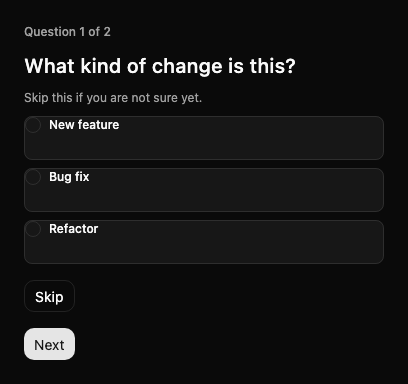 Question 1 of 2
What kind of change is this?
Skip this if you are not sure yet.
New feature
Bug fix
Refactor
Skip
Next